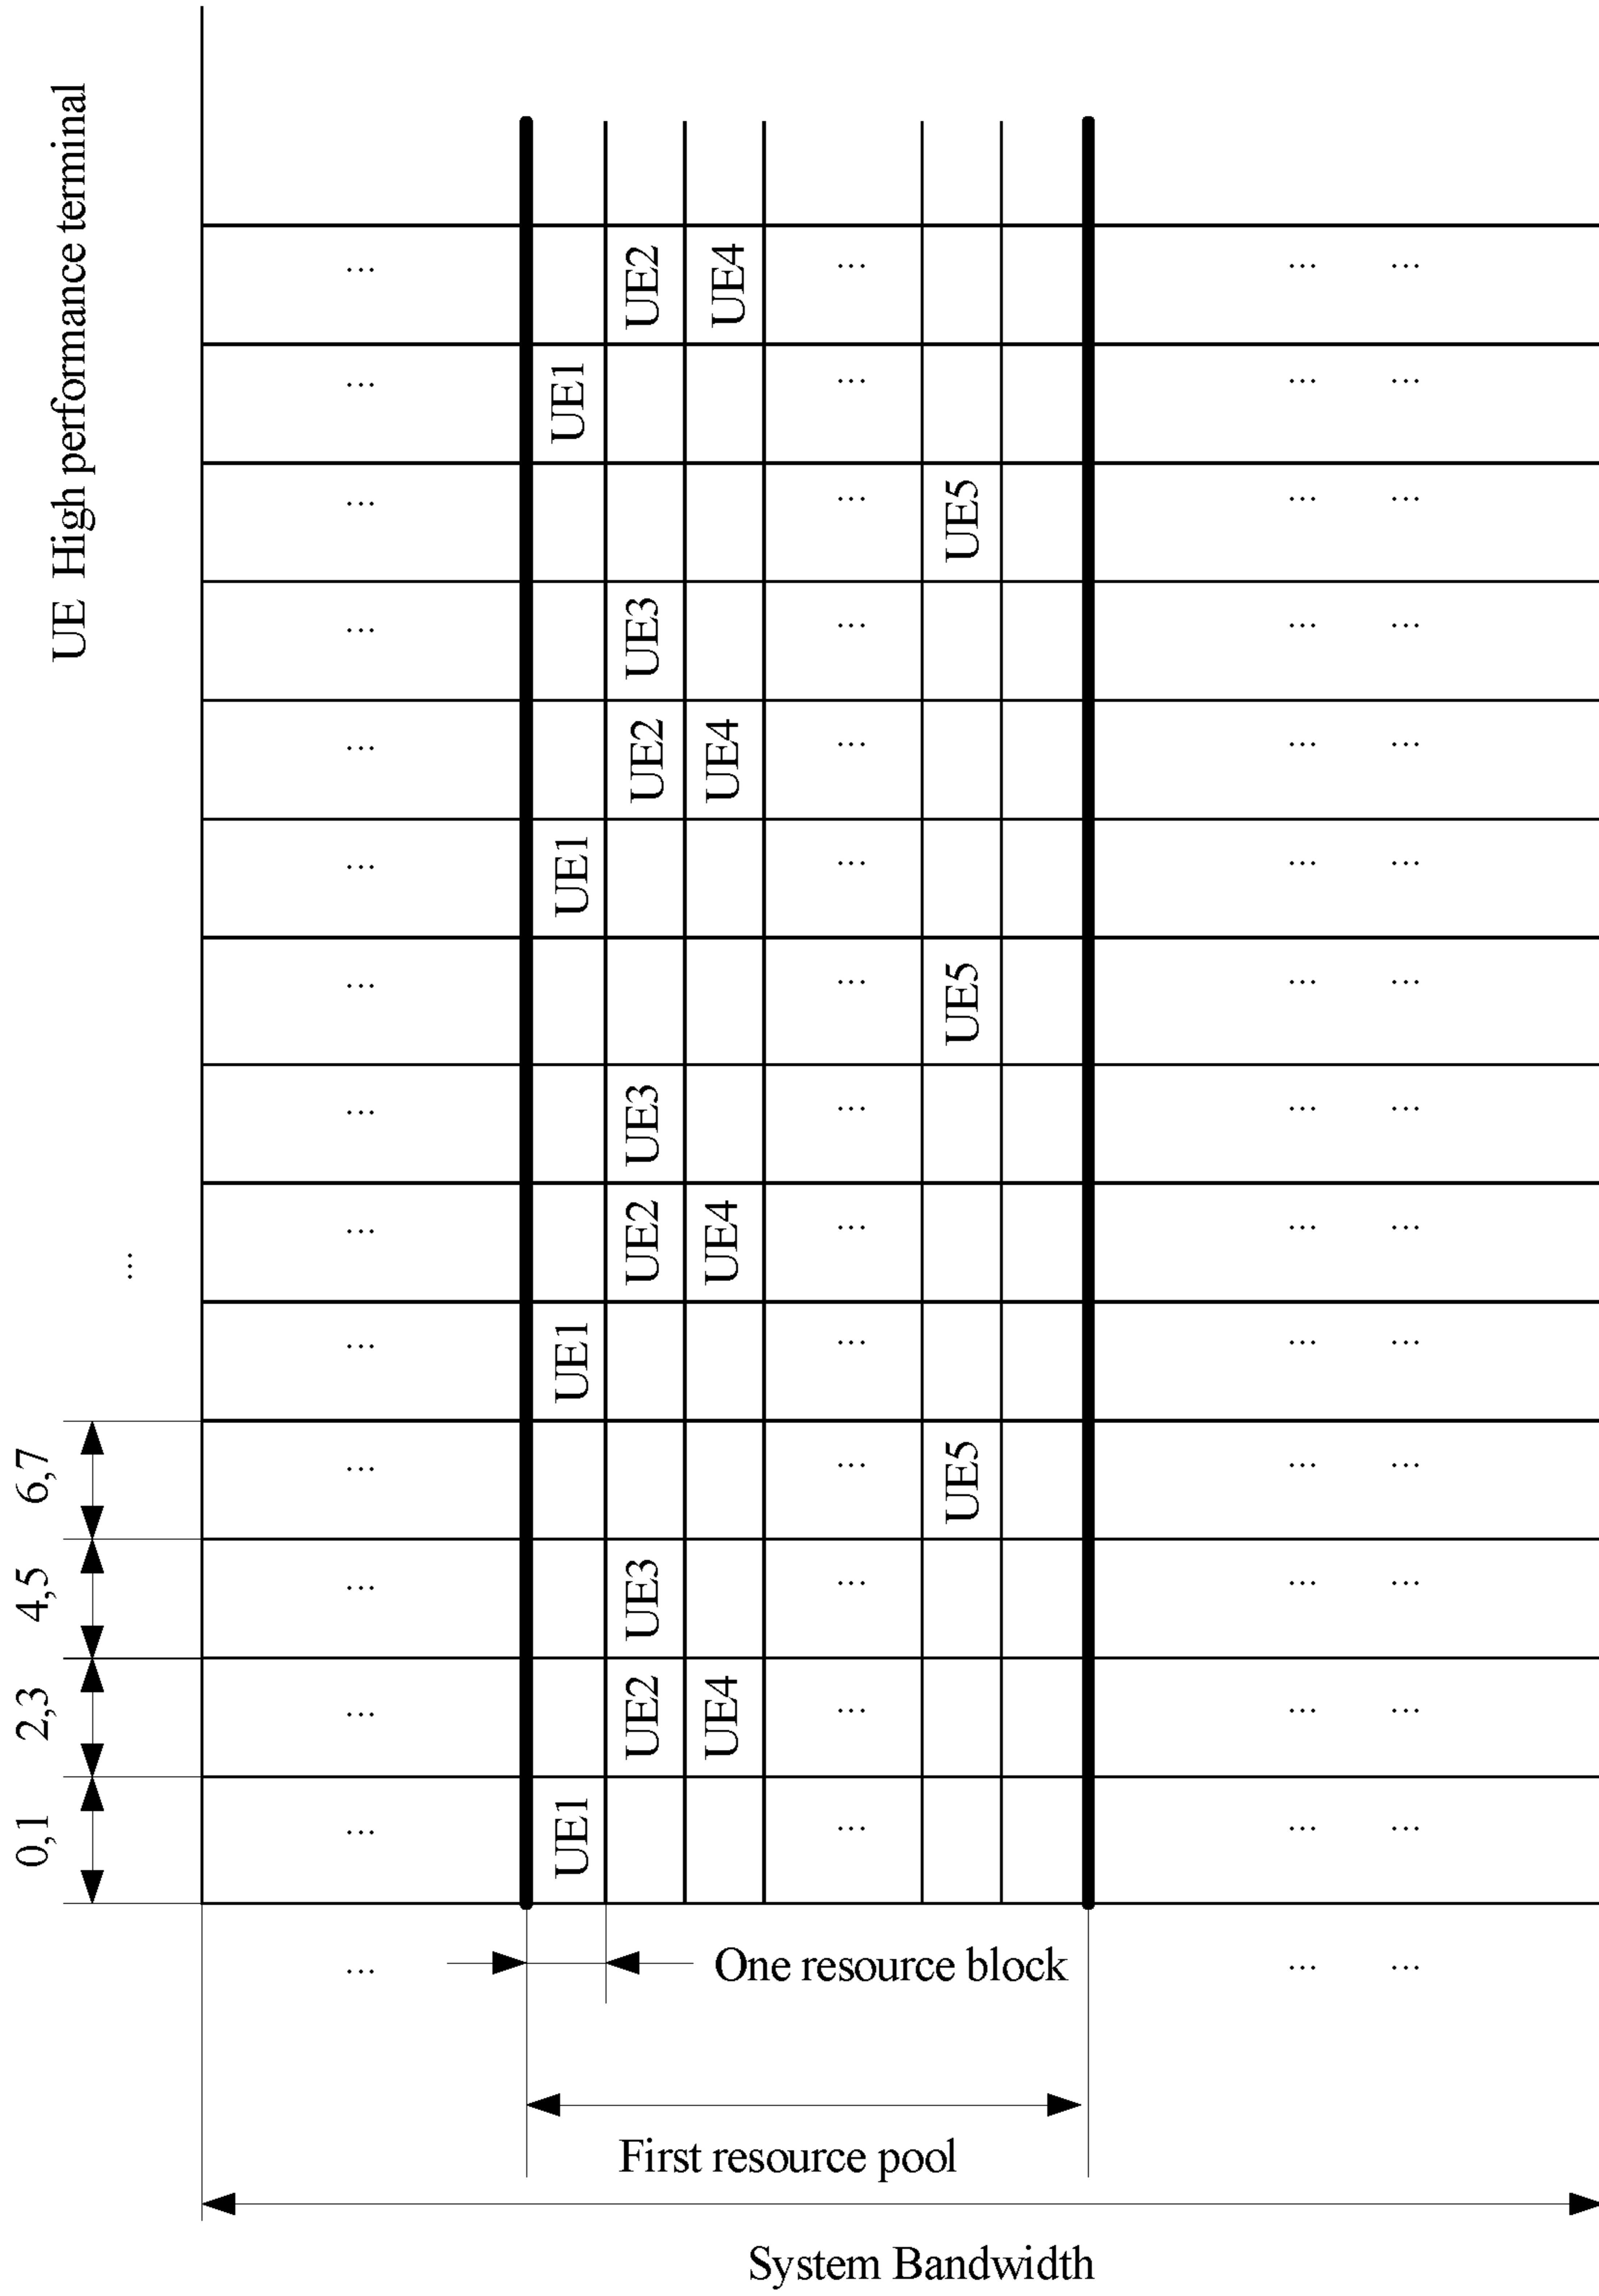 UE High performance terminal
... UE2 UE4 ... ... ...
... UE1 ... ... ...
... ... UE5 ... ...
... UE3 ... ... ...
... UE2 UE4 ... ... ...
... UE1 ... ... ...
... ... UE5 ... ...
... UE3 ... ... ...
...
... UE2 UE4 ... ... ...
... UE1 ... ... ...
6,7 ... ... UE5 ... ...
4,5 ... UE3 ... ... ...
2,3 ... UE2 UE4 ... ... ...
0,1 ... UE1 ... ... ...
... One resource block ... ...
First resource pool
System Bandwidth